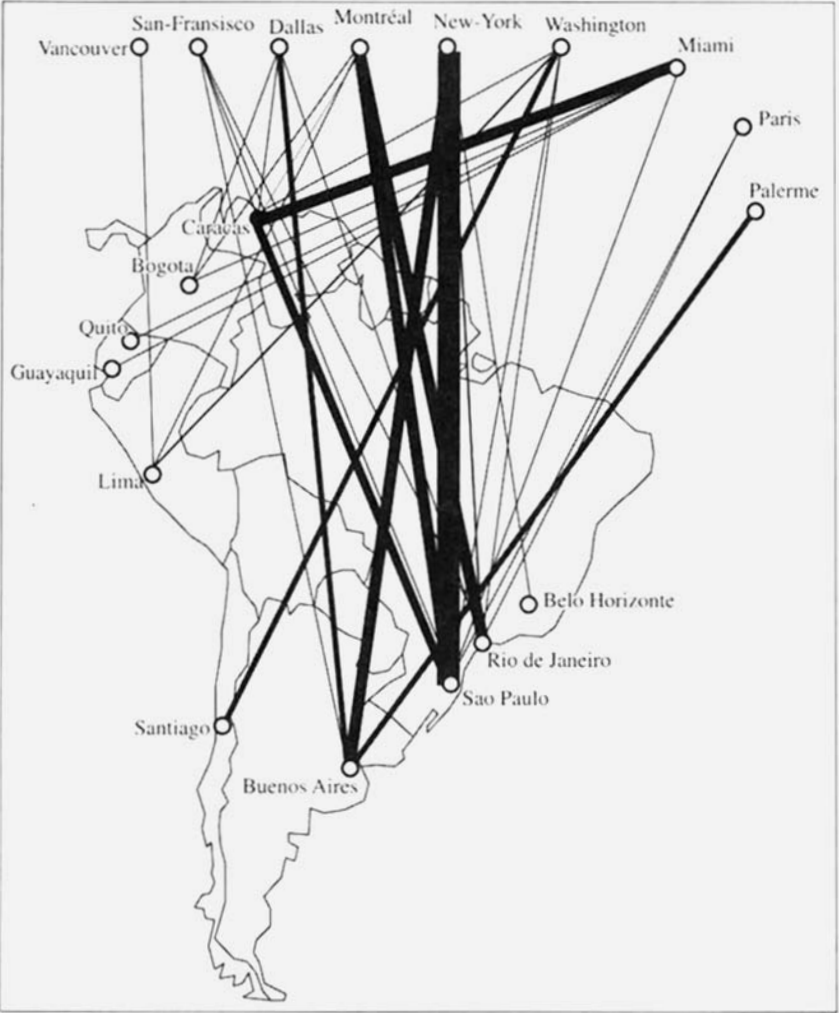 San-Fransisco
Dallas
Montréal
New-York
Washington
Vancouver
Miami
Paris
Palerme
Caracas
Bogota
Quito
Guayaquil
Lima
Belo Horizonte
Rio de Janeiro
Sao Paulo
Santiago
Buenos Aires